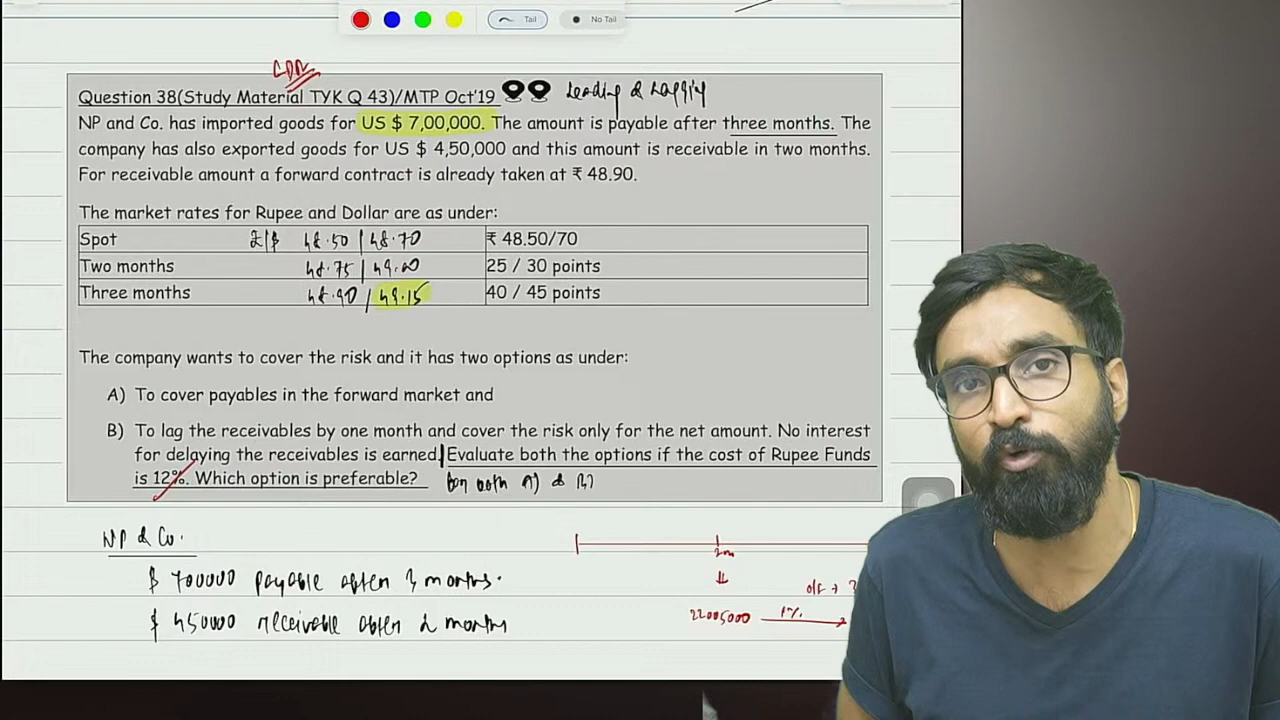 Tail
No Tail
Question 38(Study Material TYK Q 43)/MTP Oct'19 Leading & Lagging
NP and Co. has imported goods for US $ 7,00,000. The amount is payable after three months. The
company has also exported goods for US $ 4,50,000 and this amount is receivable in two months.
For receivable amount a forward contract is already taken at ₹ 48.90.
The market rates for Rupee and Dollar are as under:
Spot ₹/$ 48.50 / 48.70 ₹ 48.50/70
Two months 48.75 / 49.00 25 / 30 points
Three months 48.90 / 49.15 40 / 45 points
The company wants to cover the risk and it has two options as under:
A) To cover payables in the forward market and
B) To lag the receivables by one month and cover the risk only for the net amount. No interest
for delaying the receivables is earned. Evaluate both the options if the cost of Rupee Funds
is 12%. Which option is preferable? for both A) & B)
NP & Co.
2m
$ 700000 payable after 3 months.
22005000 1%
$ 450000 receivable after 2 months